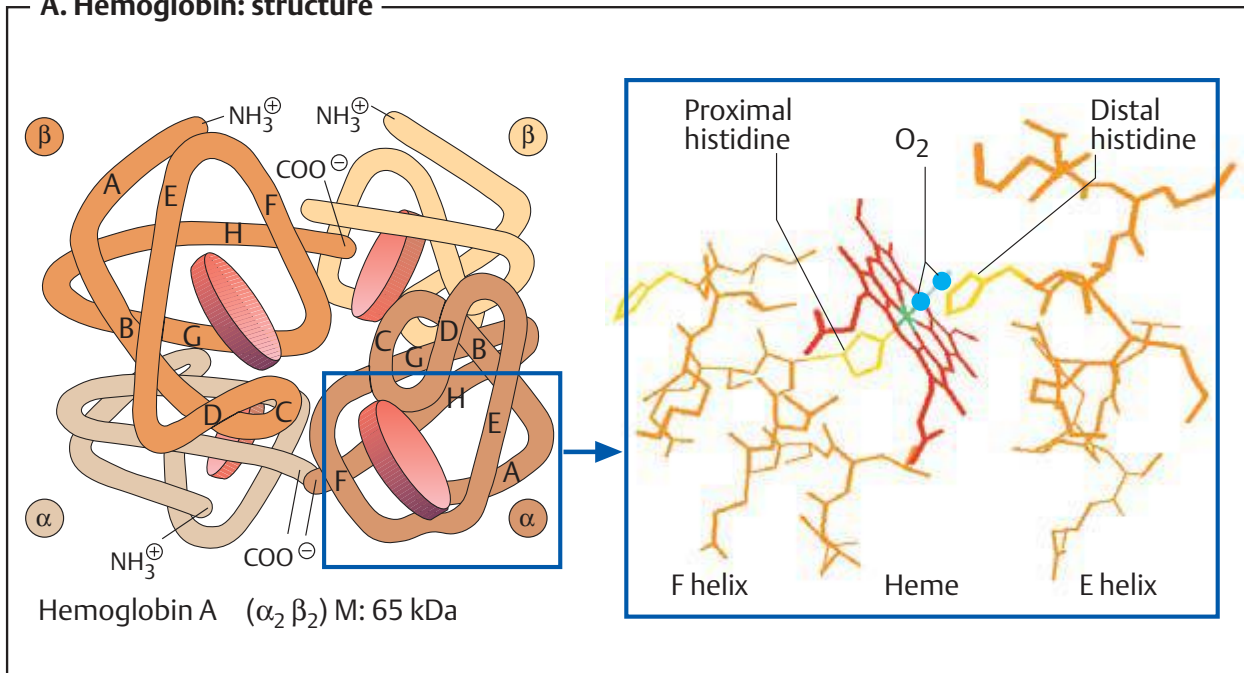 A. Hemoglobin: structure
β
NH₃⊕
NH₃⊕
β
COO⊖
A
E
F
H
B
G
D
C
C
G
D
B
H
E
F
A
α
α
NH₃⊕
COO⊖
Hemoglobin A (α₂ β₂) M: 65 kDa
Proximal
histidine
O₂
Distal
histidine
F helix
Heme
E helix